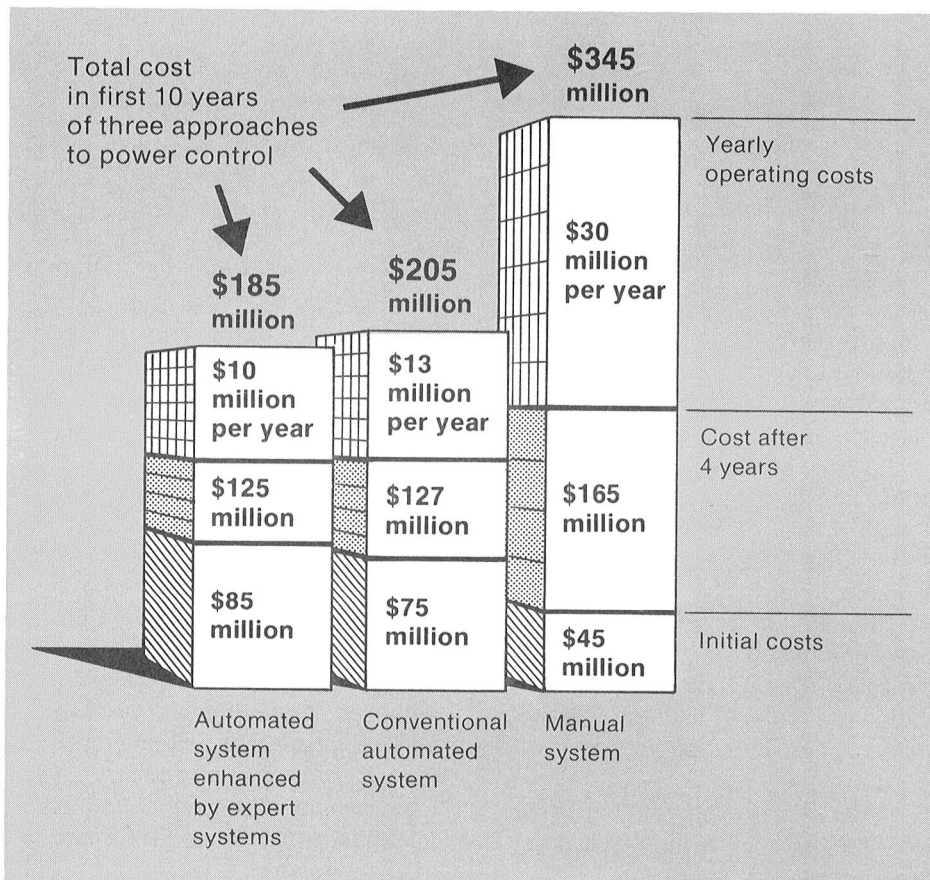 Total cost
in first 10 years
of three approaches
to power control
$345
million
$205
million
$185
million
Yearly
operating costs
$30
million
per year
$13
million
per year
$10
million
per year
Cost after
4 years
$165
million
$127
million
$125
million
Initial costs
$45
million
$75
million
$85
million
Automated
system
enhanced
by expert
systems
Conventional
automated
system
Manual
system